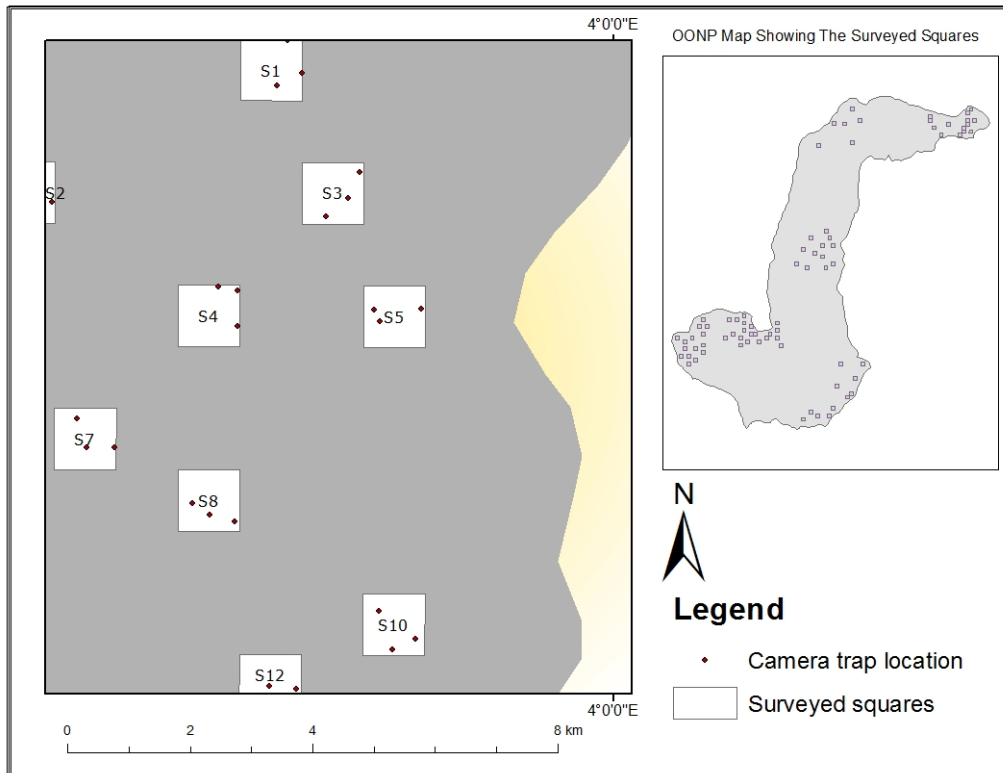 4°0'0"E
OONP Map Showing The Surveyed Squares
S1
S2
S3
S4
S5
S7
S8
S10
S12
4°0'0"E
0 2 4 8 km
N
Legend
Camera trap location
Surveyed squares